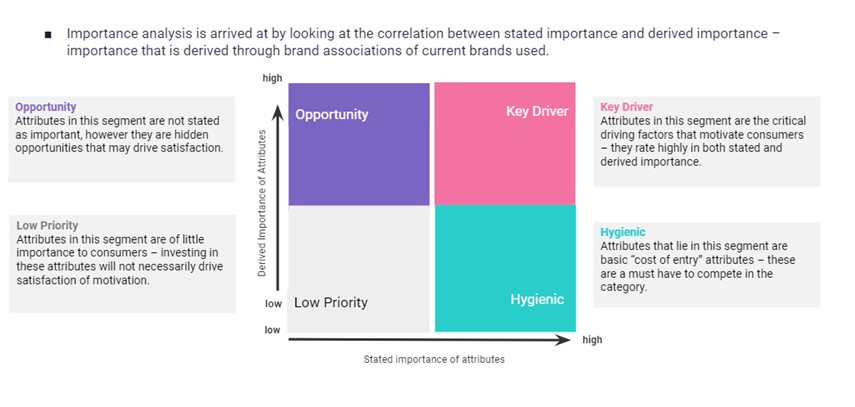 Importance analysis is arrived at by looking at the correlation between stated importance and derived importance –
importance that is derived through brand associations of current brands used.
high
Opportunity
Attributes in this segment are not stated
as important, however they are hidden
opportunities that may drive satisfaction.
Low Priority
Attributes in this segment are of little
importance to consumers – investing in
these attributes will not necessarily drive
satisfaction of motivation.
Derived Importance of Attributes
Opportunity
Key Driver
Low Priority
Hygienic
low
low
high
Stated importance of attributes
Key Driver
Attributes in this segment are the critical
driving factors that motivate consumers
– they rate highly in both stated and
derived importance.
Hygienic
Attributes that lie in this segment are
basic “cost of entry” attributes – these
are a must have to compete in the
category.